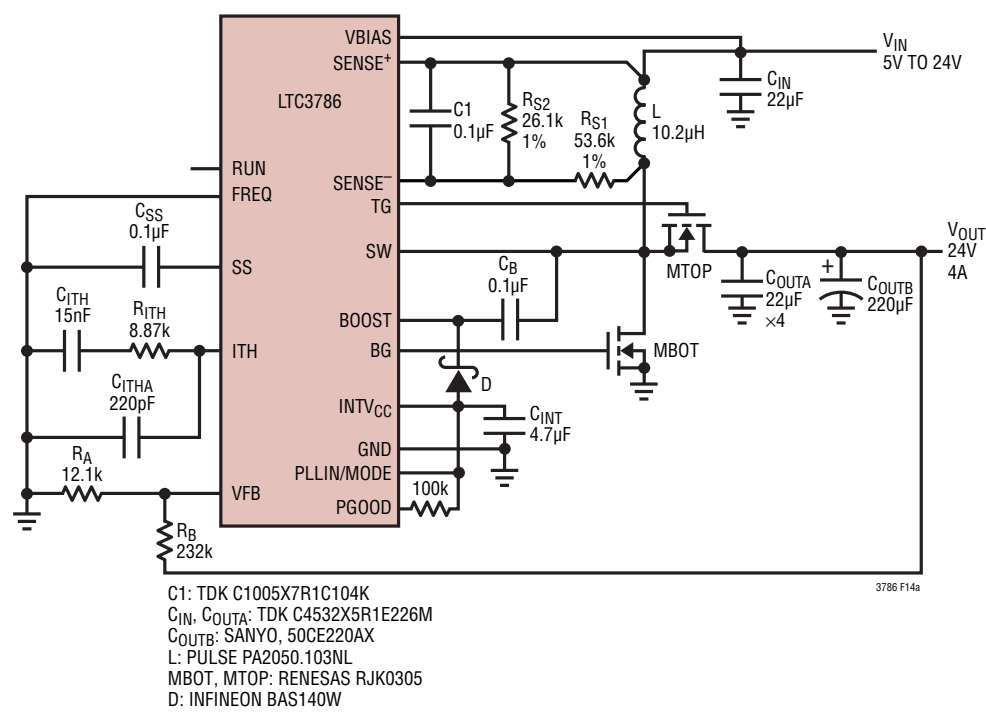 LTC3786
VBIAS
SENSE+
SENSE–
TG
SW
BOOST
BG
INTVCC
GND
PLLIN/MODE
PGOOD
RUN
FREQ
SS
ITH
VFB
CSS
0.1µF
CITH
15nF
RITH
8.87k
CITHA
220pF
RA
12.1k
RB
232k
C1
0.1µF
RS2
26.1k
1%
RS1
53.6k
1%
L
10.2µH
VIN
5V TO 24V
CIN
22µF
MTOP
VOUT
24V
4A
COUTA
22µF
×4
+
COUTB
220µF
CB
0.1µF
MBOT
D
CINT
4.7µF
100k
3786 F14a
C1: TDK C1005X7R1C104K
CIN, COUTA: TDK C4532X5R1E226M
COUTB: SANYO, 50CE220AX
L: PULSE PA2050.103NL
MBOT, MTOP: RENESAS RJK0305
D: INFINEON BAS140W